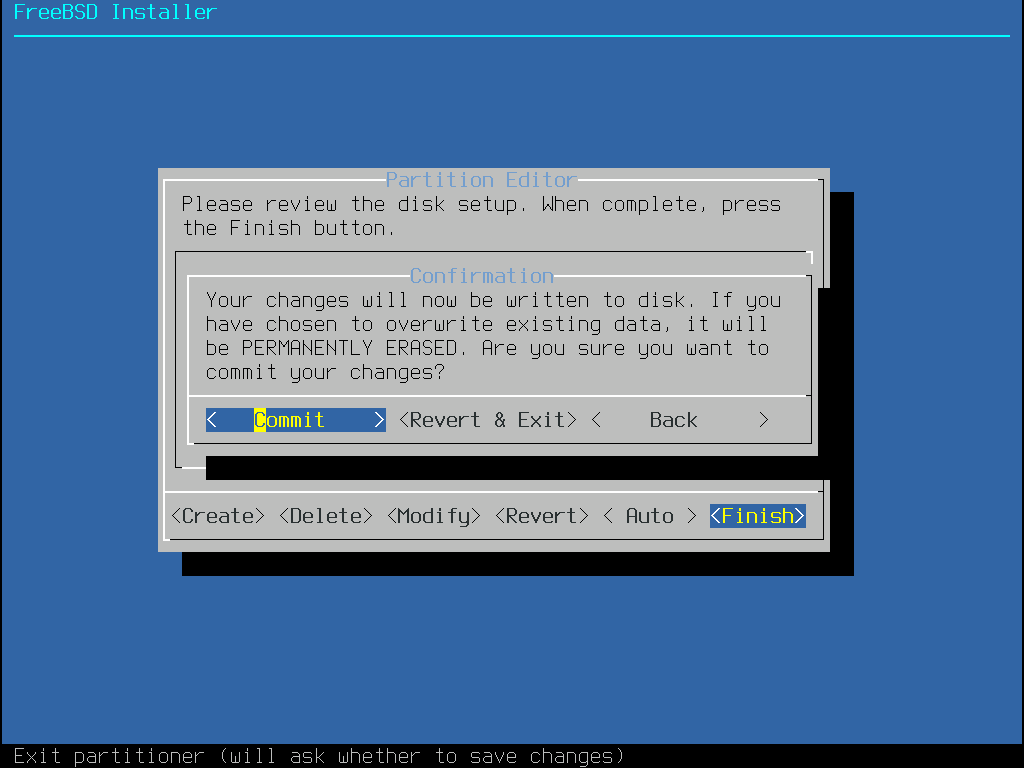 FreeBSD Installer
Partition Editor
Please review the disk setup. When complete, press
the Finish button.
Confirmation
Your changes will now be written to disk. If you
have chosen to overwrite existing data, it will
be PERMANENTLY ERASED. Are you sure you want to
commit your changes?
<   Commit    > <Revert & Exit> <    Back     >
<Create> <Delete> <Modify> <Revert> < Auto > <Finish>
Exit partitioner (will ask whether to save changes)